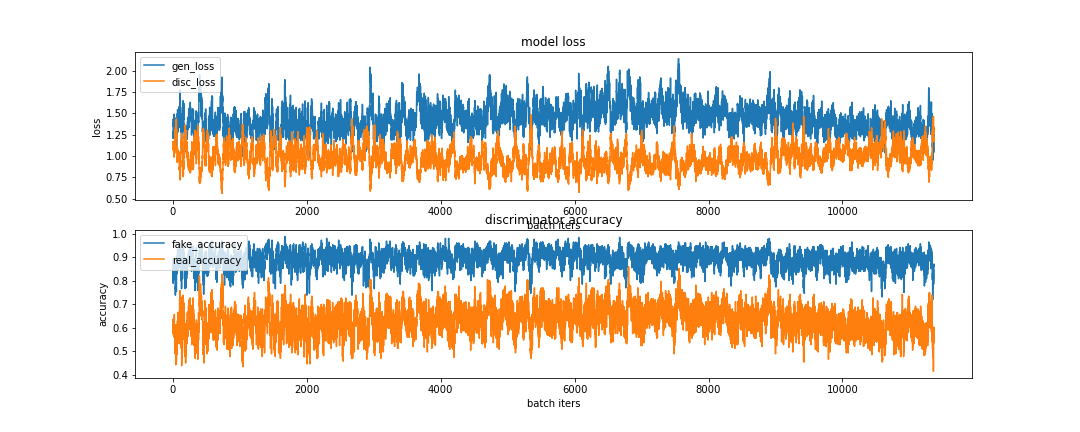 model loss
gen_loss
disc_loss
2.00
1.75
1.50
1.25
1.00
0.75
0.50
loss
0 2000 4000 6000 8000 10000
batch iters
discriminator accuracy
fake_accuracy
real_accuracy
1.0
0.9
0.8
0.7
0.6
0.5
0.4
accuracy
0 2000 4000 6000 8000 10000
batch iters